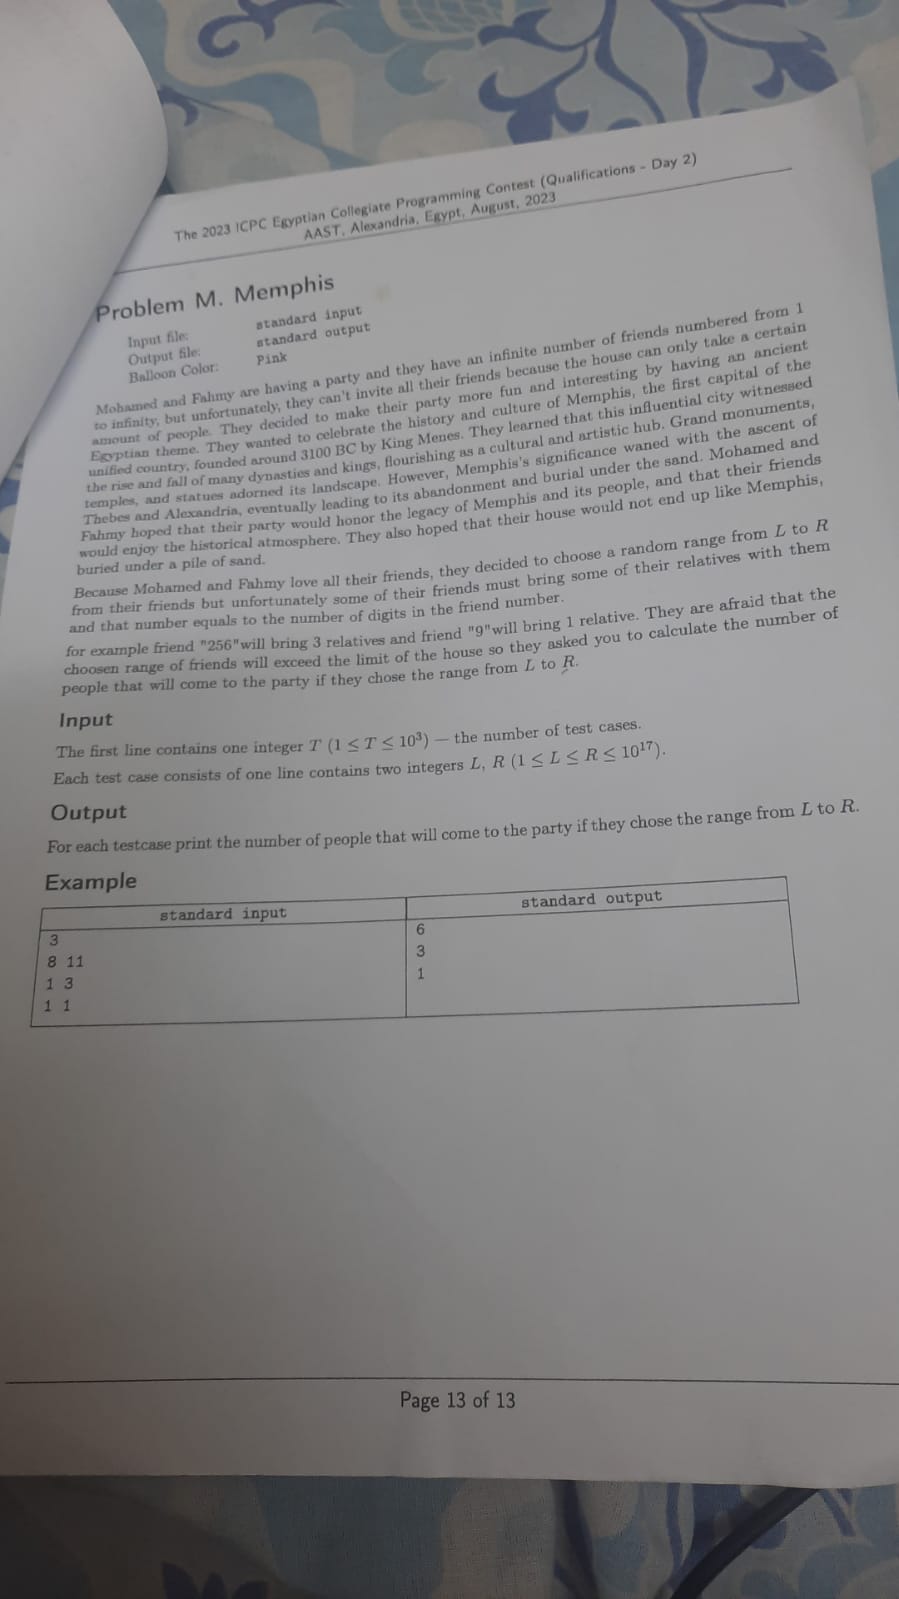 The 2023 ICPC Egyptian Collegiate Programming Contest (Qualifications - Day 2)
AAST, Alexandria, Egypt, August, 2023
Problem M. Memphis
Input file: standard input
Output file: standard output
Balloon Color: Pink
Mohamed and Fahmy are having a party and they have an infinite number of friends numbered from 1
to infinity, but unfortunately, they can't invite all their friends because the house can only take a certain
amount of people. They decided to make their party more fun and interesting by having an ancient
Egyptian theme. They wanted to celebrate the history and culture of Memphis, the first capital of the
unified country, founded around 3100 BC by King Menes. They learned that this influential city witnessed
the rise and fall of many dynasties and kings, flourishing as a cultural and artistic hub. Grand monuments,
temples, and statues adorned its landscape. However, Memphis's significance waned with the ascent of
Thebes and Alexandria, eventually leading to its abandonment and burial under the sand. Mohamed and
Fahmy hoped that their party would honor the legacy of Memphis and its people, and that their friends
would enjoy the historical atmosphere. They also hoped that their house would not end up like Memphis,
buried under a pile of sand.
Because Mohamed and Fahmy love all their friends, they decided to choose a random range from L to R
from their friends but unfortunately some of their friends must bring some of their relatives with them
and that number equals to the number of digits in the friend number.
for example friend "256"will bring 3 relatives and friend "9"will bring 1 relative. They are afraid that the
choosen range of friends will exceed the limit of the house so they asked you to calculate the number of
people that will come to the party if they chose the range from L to R.
Input
The first line contains one integer T (1 ≤ T ≤ 10³) — the number of test cases.
Each test case consists of one line contains two integers L, R (1 ≤ L ≤ R ≤ 10¹⁷).
Output
For each testcase print the number of people that will come to the party if they chose the range from L to R.
Example
standard input standard output
3 6
8 11 3
1 3 1
1 1
Page 13 of 13